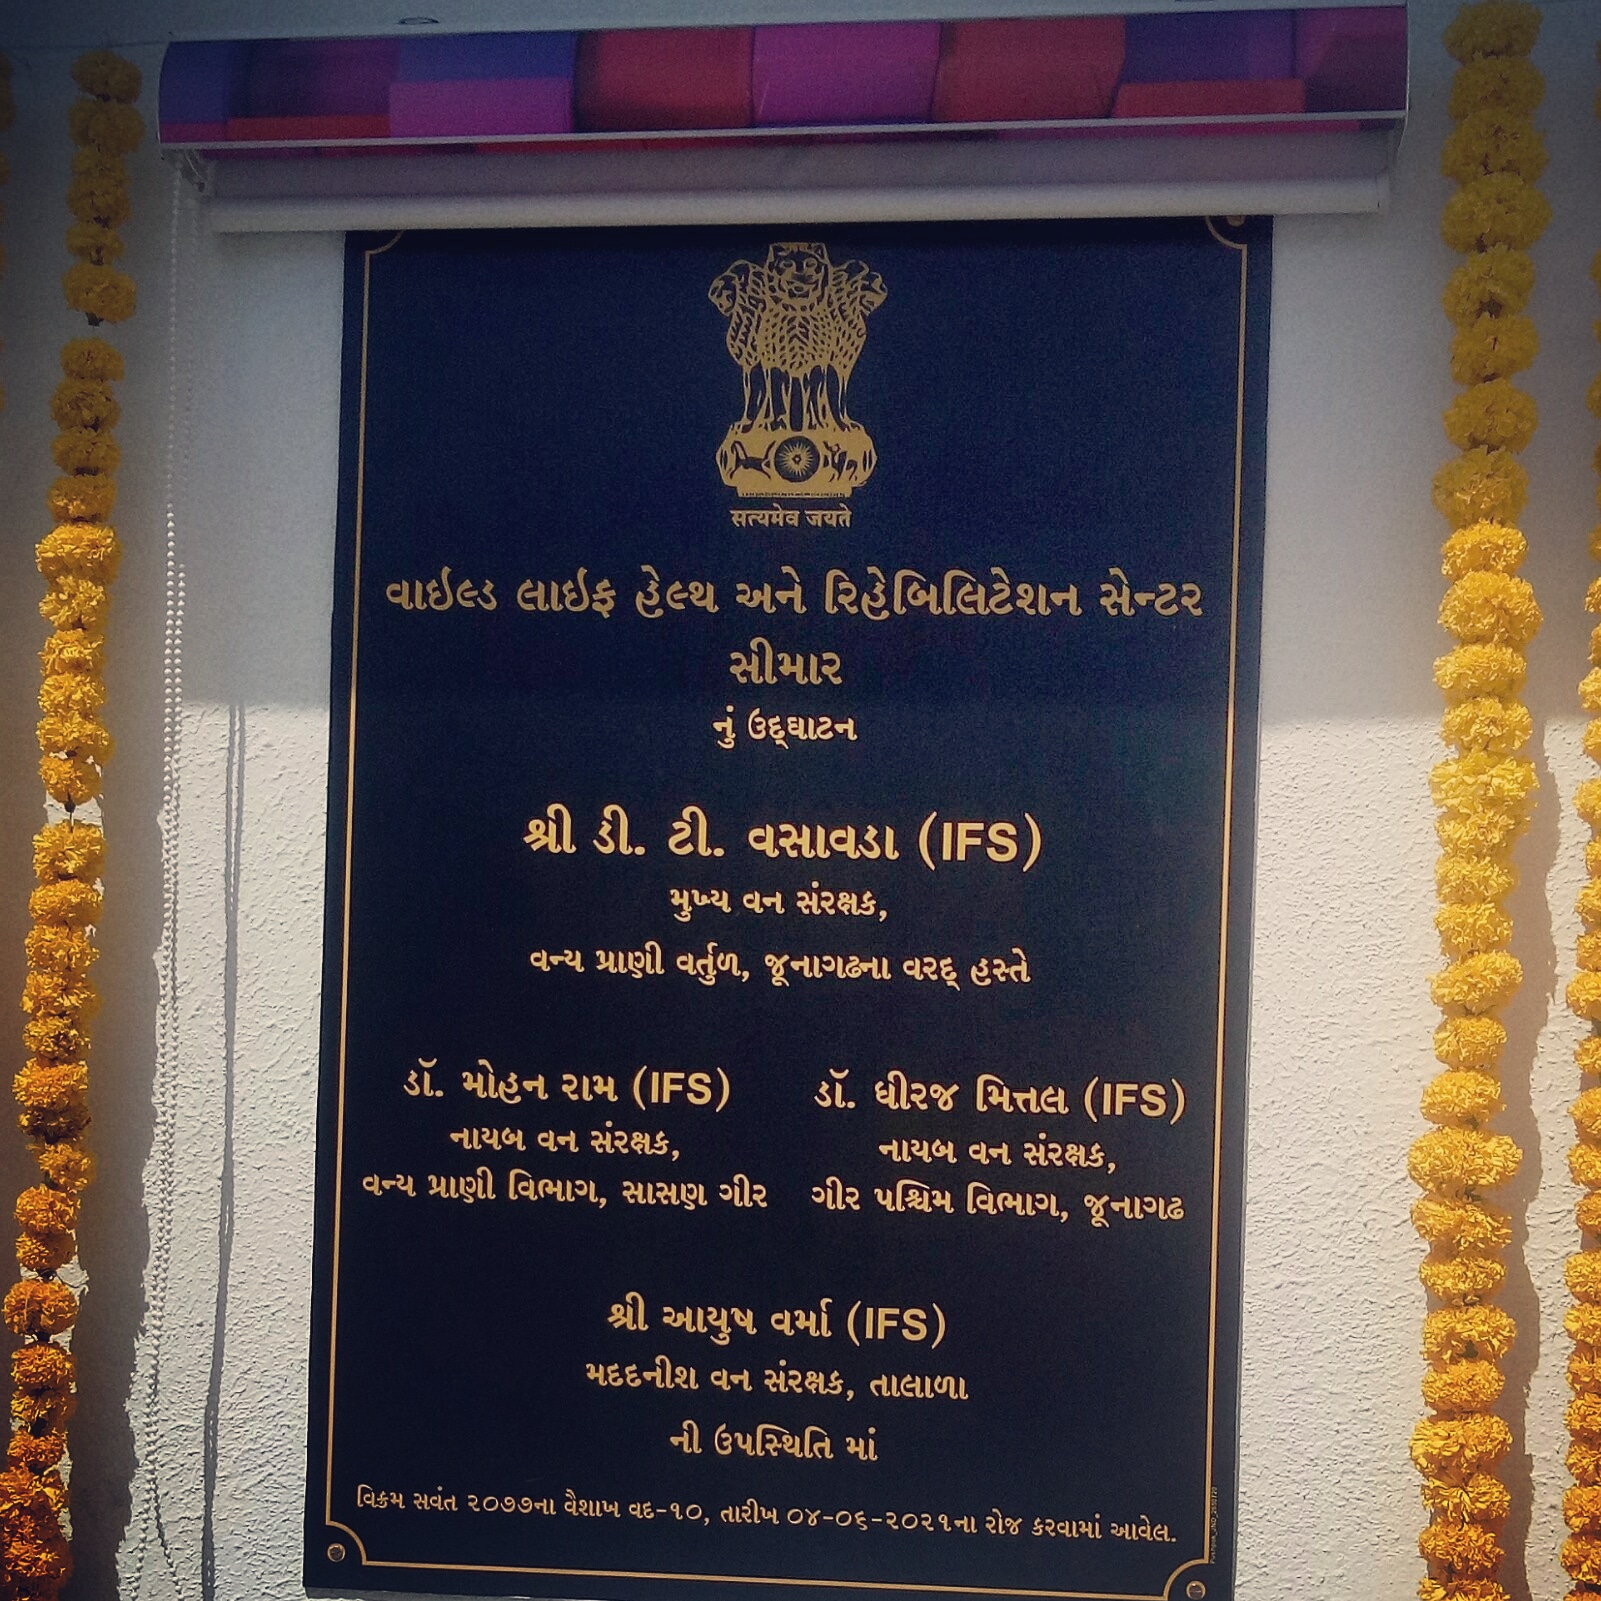 सत्यमेव जयते
વાઇલ્ડ લાઇફ હેલ્થ અને રિહેબિલિટેશન સેન્ટર
સીમાર
નું ઉદ્‌ઘાટન
શ્રી ડી. ટી. વસાવડા (IFS)
મુખ્ય વન સંરક્ષક,
વન્ય પ્રાણી વર્તુળ, જૂનાગઢના વરદ્ હસ્તે
ડૉ. મોહન રામ (IFS)
નાયબ વન સંરક્ષક,
વન્ય પ્રાણી વિભાગ, સાસણ ગીર
ડૉ. ધીરજ મિત્તલ (IFS)
નાયબ વન સંરક્ષક,
ગીર પશ્ચિમ વિભાગ, જૂનાગઢ
શ્રી આયુષ વર્મા (IFS)
મદદનીશ વન સંરક્ષક, તાલાળા
ની ઉપસ્થિતિ માં
વિક્રમ સવંત ૨૦૭૭ના વૈશાખ વદ-૧૦, તારીખ ૦૪-૦૬-૨૦૨૧ના રોજ કરવામાં આવેલ.